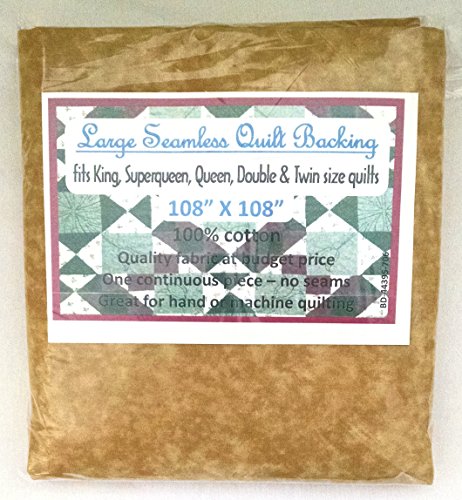 Large Seamless Quilt Backing
fits King, Superqueen, Queen, Double & Twin size quilts
108" X 108"
100% cotton
Quality fabric at budget price
One continuous piece – no seams
Great for hand or machine quilting